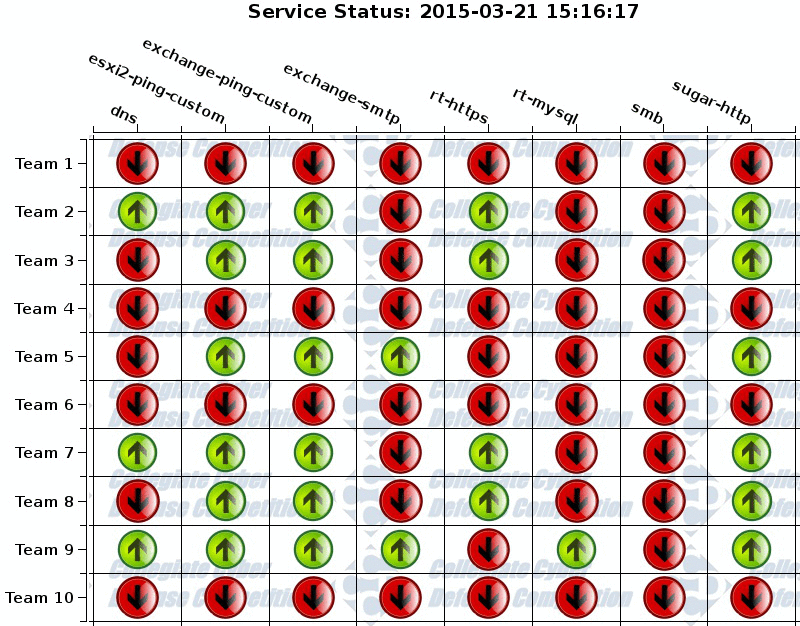 Service Status: 2015-03-21 15:16:17
dns
esxi2-ping-custom
exchange-ping-custom
exchange-smtp
rt-https
rt-mysql
smb
sugar-http
Team 1
Team 2
Team 3
Team 4
Team 5
Team 6
Team 7
Team 8
Team 9
Team 10
Collegiate Cyber
Defense Competition